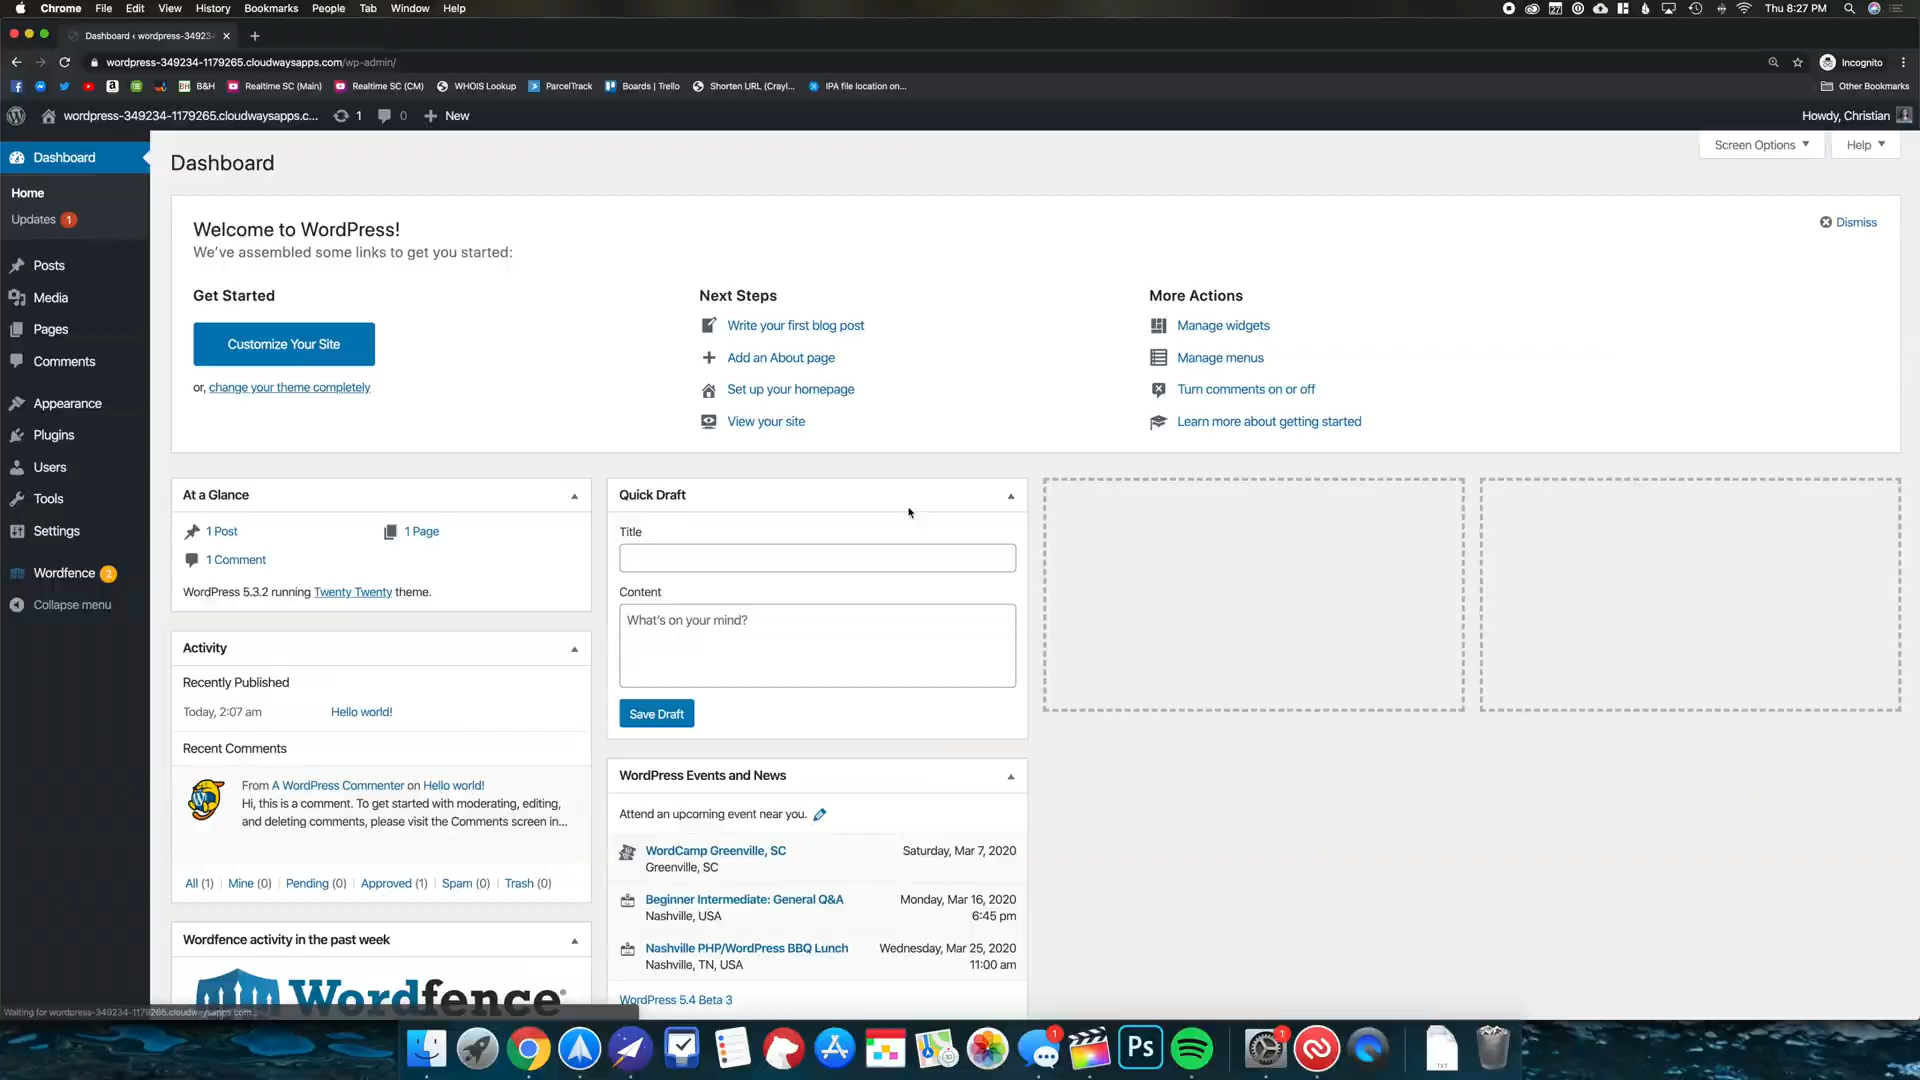 Chrome File Edit View History Bookmarks People Tab Window Help
27 Thu 8:27 PM
Dashboard ‹ wordpress-34923
wordpress-349234-1179265.cloudwaysapps.com/wp-admin/
Incognito
B&H Realtime SC (Main) Realtime SC (CM) WHOIS Lookup ParcelTrack Boards | Trello Shorten URL (Crayl... IPA file location on... Other Bookmarks
wordpress-349234-1179265.cloudwaysapps.c... 1 0 New Howdy, Christian
Dashboard
Home
Updates 1
Posts
Media
Pages
Comments
Appearance
Plugins
Users
Tools
Settings
Wordfence 2
Collapse menu
Dashboard
Screen Options Help
Welcome to WordPress!
We've assembled some links to get you started:
Dismiss
Get Started
Customize Your Site
or, change your theme completely
Next Steps
Write your first blog post
Add an About page
Set up your homepage
View your site
More Actions
Manage widgets
Manage menus
Turn comments on or off
Learn more about getting started
At a Glance
1 Post 1 Page
1 Comment
WordPress 5.3.2 running Twenty Twenty theme.
Activity
Recently Published
Today, 2:07 am Hello world!
Recent Comments
From A WordPress Commenter on Hello world!
Hi, this is a comment. To get started with moderating, editing,
and deleting comments, please visit the Comments screen in...
All (1) | Mine (0) | Pending (0) | Approved (1) | Spam (0) | Trash (0)
Wordfence activity in the past week
Wordfence®
Quick Draft
Title
Content
What's on your mind?
Save Draft
WordPress Events and News
Attend an upcoming event near you.
WordCamp Greenville, SC Saturday, Mar 7, 2020
Greenville, SC
Beginner Intermediate: General Q&A Monday, Mar 16, 2020
Nashville, USA 6:45 pm
Nashville PHP/WordPress BBQ Lunch Wednesday, Mar 25, 2020
Nashville, TN, USA 11:00 am
WordPress 5.4 Beta 3
Waiting for wordpress-349234-1179265.cloudwaysapps.com...
1 Ps 1 TXT